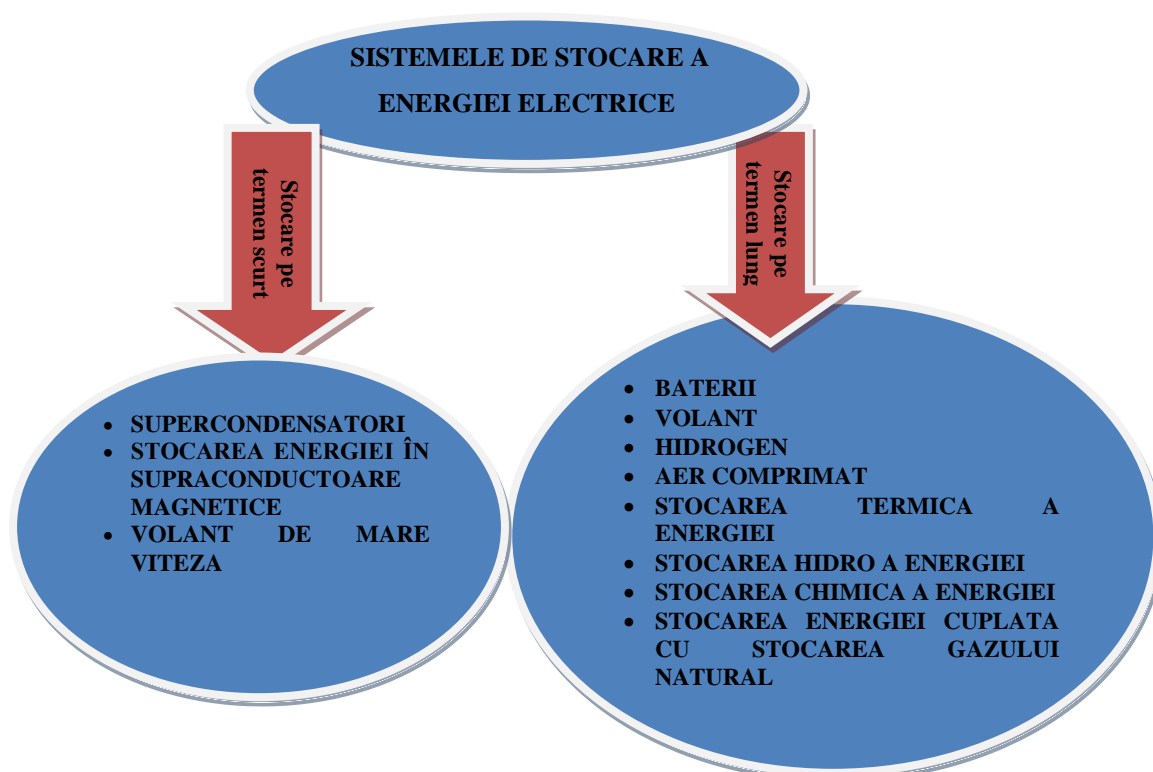 SISTEMELE DE STOCARE A
ENERGIEI ELECTRICE
Stocare pe
termen scurt
Stocare pe
termen lung
• SUPERCONDENSATORI
• STOCAREA ENERGIEI ÎN
SUPRACONDUCTOARE
MAGNETICE
• VOLANT DE MARE
VITEZA
• BATERII
• VOLANT
• HIDROGEN
• AER COMPRIMAT
• STOCAREA TERMICA A
ENERGIEI
• STOCAREA HIDRO A ENERGIEI
• STOCAREA CHIMICA A ENERGIEI
• STOCAREA ENERGIEI CUPLATA
CU STOCAREA GAZULUI
NATURAL